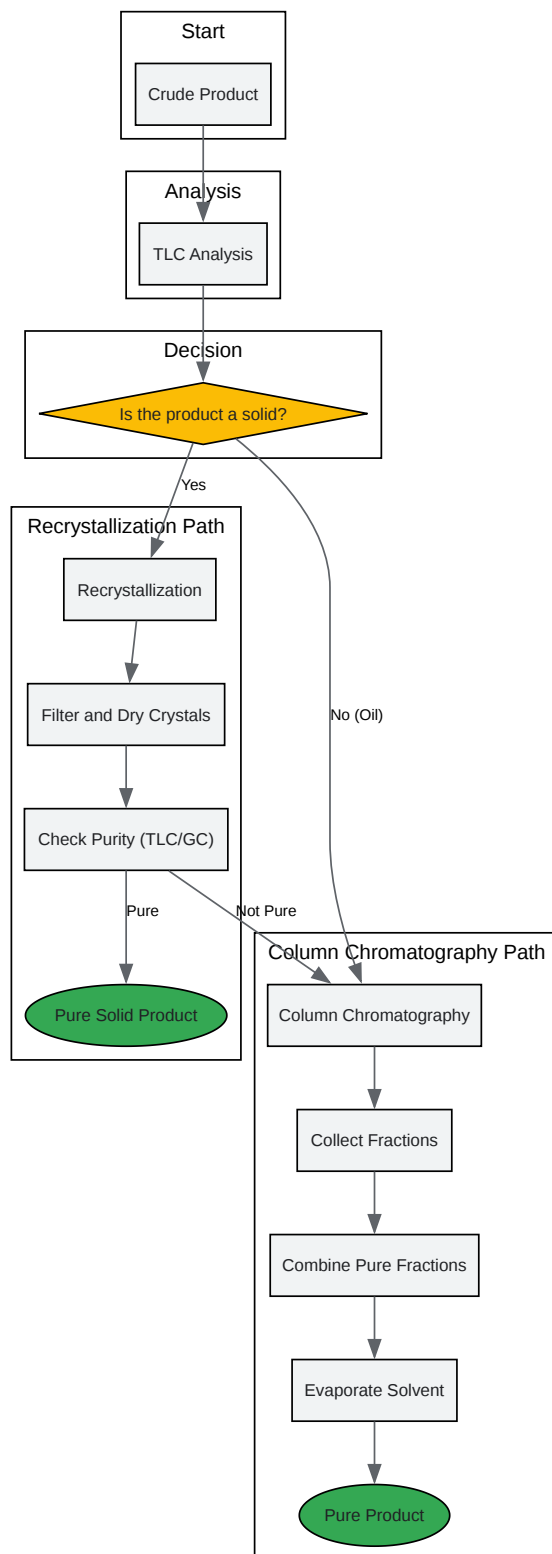 Start
Crude Product
Analysis
TLC Analysis
Decision
Is the product a solid?
Yes
Recrystallization Path
Recrystallization
Filter and Dry Crystals
No (Oil)
Check Purity (TLC/GC)
Pure
Not Pure
Column Chromatography Path
Pure Solid Product
Column Chromatography
Collect Fractions
Combine Pure Fractions
Evaporate Solvent
Pure Product